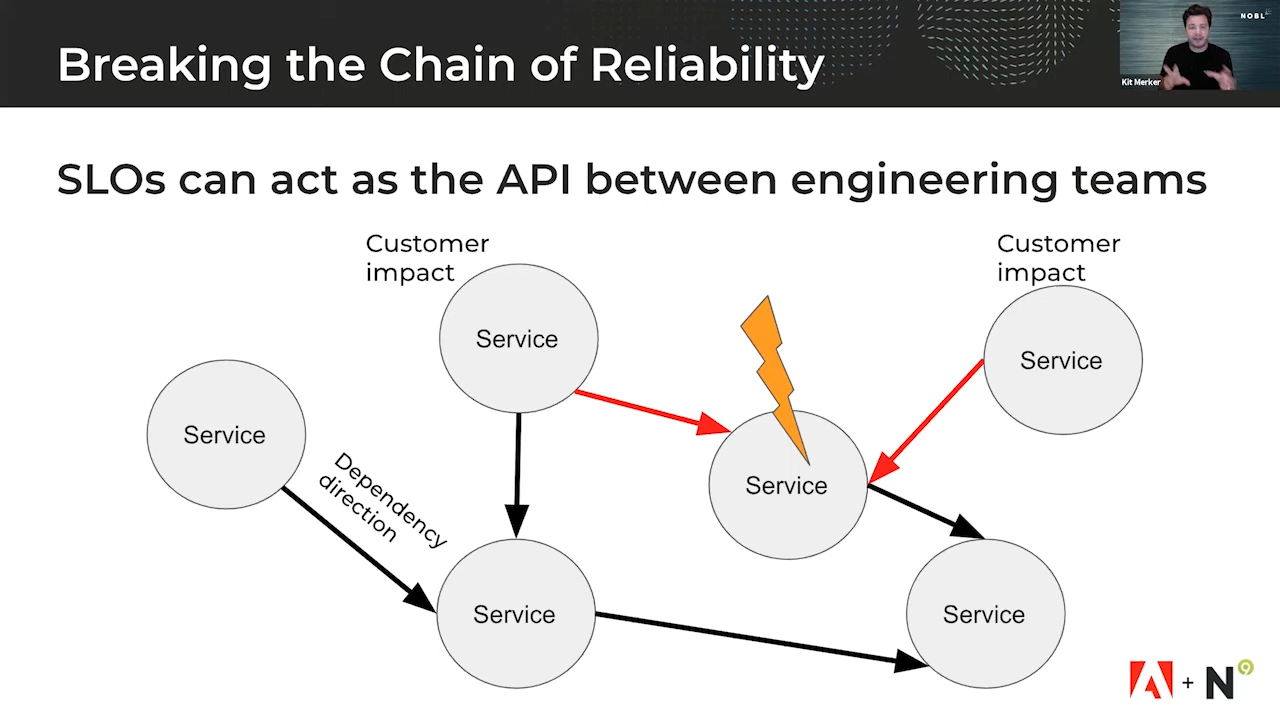 Breaking the Chain of Reliability
NOBL
Kit Merker
SLOs can act as the API between engineering teams
Customer
impact
Customer
impact
Service
Service
Service
Dependency
direction
Service
Service
Service
+ N9